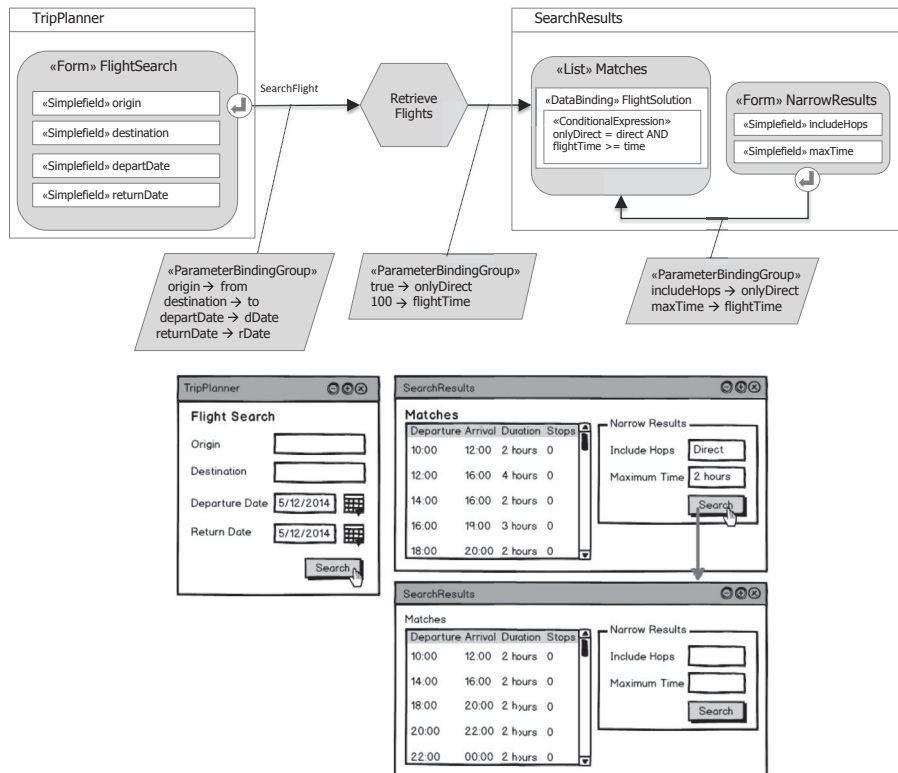 TripPlanner
«Form» FlightSearch
«Simplefield» origin
«Simplefield» destination
«Simplefield» departDate
«Simplefield» returnDate
SearchFlight
Retrieve
Flights
SearchResults
«List» Matches
«DataBinding» FlightSolution
«ConditionalExpression»
onlyDirect = direct AND
flightTime >= time
«Form» NarrowResults
«Simplefield» includeHops
«Simplefield» maxTime
«ParameterBindingGroup»
origin → from
destination → to
departDate → dDate
returnDate → rDate
«ParameterBindingGroup»
true → onlyDirect
100 → flightTime
«ParameterBindingGroup»
includeHops → onlyDirect
maxTime → flightTime
TripPlanner
Flight Search
Origin
Destination
Departure Date 5/12/2014
Return Date 5/12/2014
Search
SearchResults
Matches
Departure Arrival Duration Stops
10:00 12:00 2 hours 0
12:00 16:00 4 hours 0
14:00 16:00 2 hours 0
16:00 19:00 3 hours 0
18:00 20:00 2 hours 0
Narrow Results
Include Hops Direct
Maximum Time 2 hours
Search
SearchResults
Matches
Departure Arrival Duration Stops
10:00 12:00 2 hours 0
14:00 16:00 2 hours 0
18:00 20:00 2 hours 0
20:00 22:00 2 hours 0
22:00 00:00 2 hours 0
Narrow Results
Include Hops
Maximum Time
Search